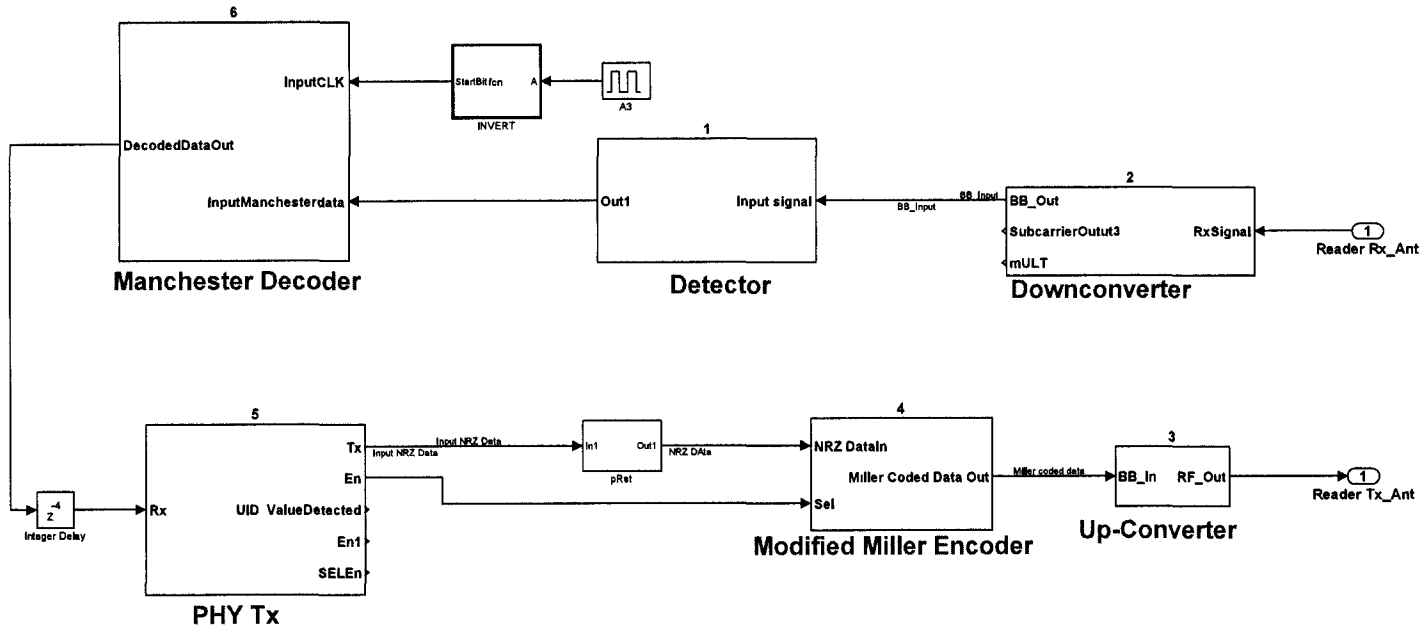 6
InputCLK
StartBitfcn
A
INVERT
A3
DecodedDataOut
InputManchesterdata
Manchester Decoder
1
Out1
Input signal
Detector
BB_Input
BB_Input
2
BB_Out
SubcarrierOutut3
mULT
RxSignal
Downconverter
1
Reader Rx_Ant
z-4
Integer Delay
5
Rx
Tx
En
UID ValueDetected
En1
SELEn
PHY Tx
Input NRZ Data
Input NRZ Data
In1
Out1
pRet
NRZ DAta
4
NRZ DataIn
Miller Coded Data Out
Sel
Modified Miller Encoder
Miller coded data
3
BB_In
RF_Out
Up-Converter
1
Reader Tx_Ant